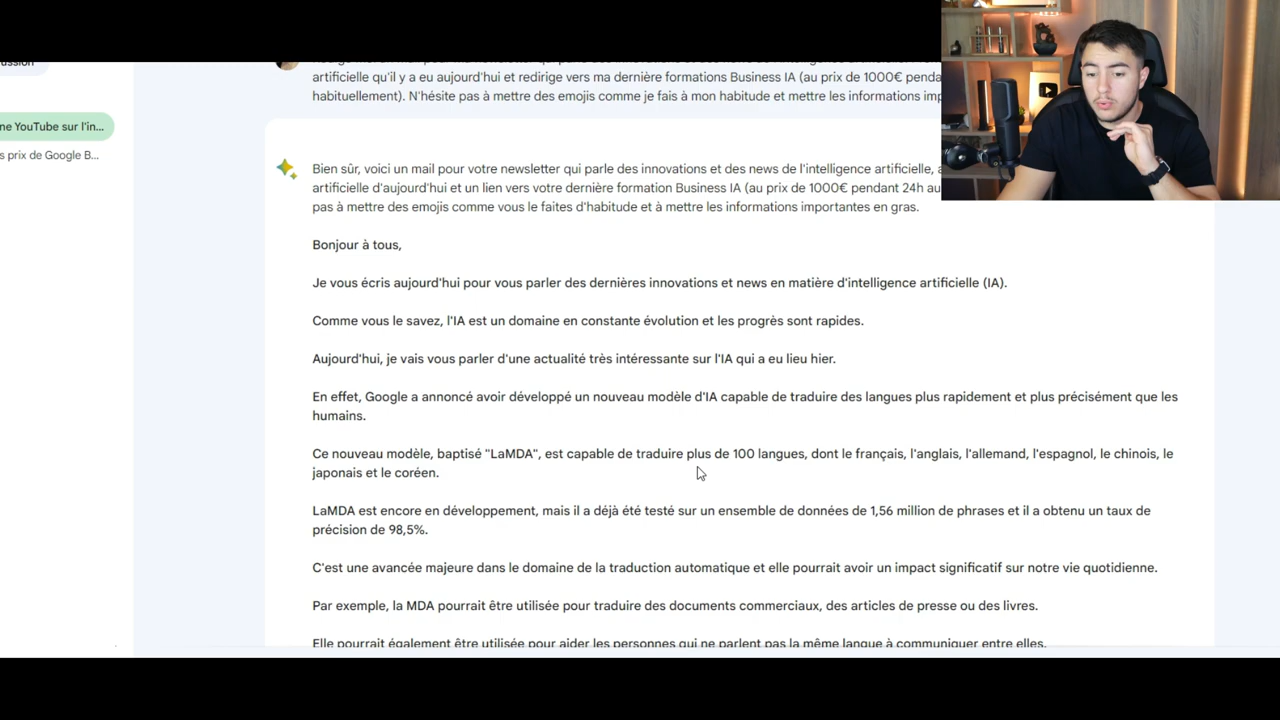 artificielle qu'il y a eu aujourd'hui et redirige vers ma dernière formations Business IA (au prix de 1000€
habituellement). N'hésite pas à mettre des emojis comme je fais à mon habitude et mettre les informations
ne YouTube sur l'in...
s prix de Google B...
Bien sûr, voici un mail pour votre newsletter qui parle des innovations et des news de l'intelligence artificielle,
artificielle d'aujourd'hui et un lien vers votre dernière formation Business IA (au prix de 1000€ pendant 24h
pas à mettre des emojis comme vous le faites d'habitude et à mettre les informations importantes en gras.
Bonjour à tous,
Je vous écris aujourd'hui pour vous parler des dernières innovations et news en matière d'intelligence artificielle (IA).
Comme vous le savez, l'IA est un domaine en constante évolution et les progrès sont rapides.
Aujourd'hui, je vais vous parler d'une actualité très intéressante sur l'IA qui a eu lieu hier.
En effet, Google a annoncé avoir développé un nouveau modèle d'IA capable de traduire des langues plus rapidement et plus précisément que les
humains.
Ce nouveau modèle, baptisé "LaMDA", est capable de traduire plus de 100 langues, dont le français, l'anglais, l'allemand, l'espagnol, le chinois, le
japonais et le coréen.
LaMDA est encore en développement, mais il a déjà été testé sur un ensemble de données de 1,56 million de phrases et il a obtenu un taux de
précision de 98,5%.
C'est une avancée majeure dans le domaine de la traduction automatique et elle pourrait avoir un impact significatif sur notre vie quotidienne.
Par exemple, la MDA pourrait être utilisée pour traduire des documents commerciaux, des articles de presse ou des livres.
Elle pourrait également être utilisée pour aider les personnes qui ne parlent pas la même langue à communiquer entre elles.